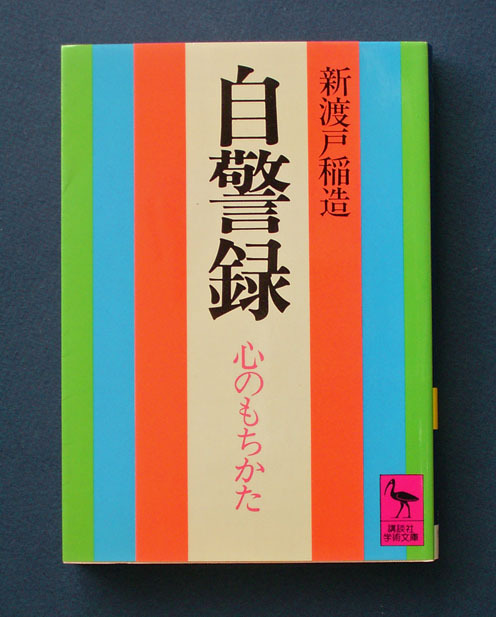 新渡戸稲造
自警録
心のもちかた
講談社
学術文庫